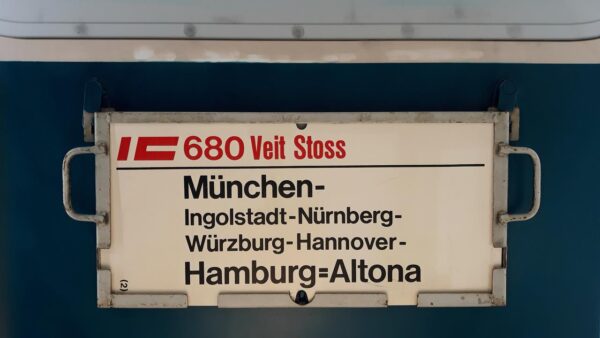 IC 680 Veit Stoss
München-
Ingolstadt-Nürnberg-
Würzburg-Hannover-
Hamburg=Altona
(2)